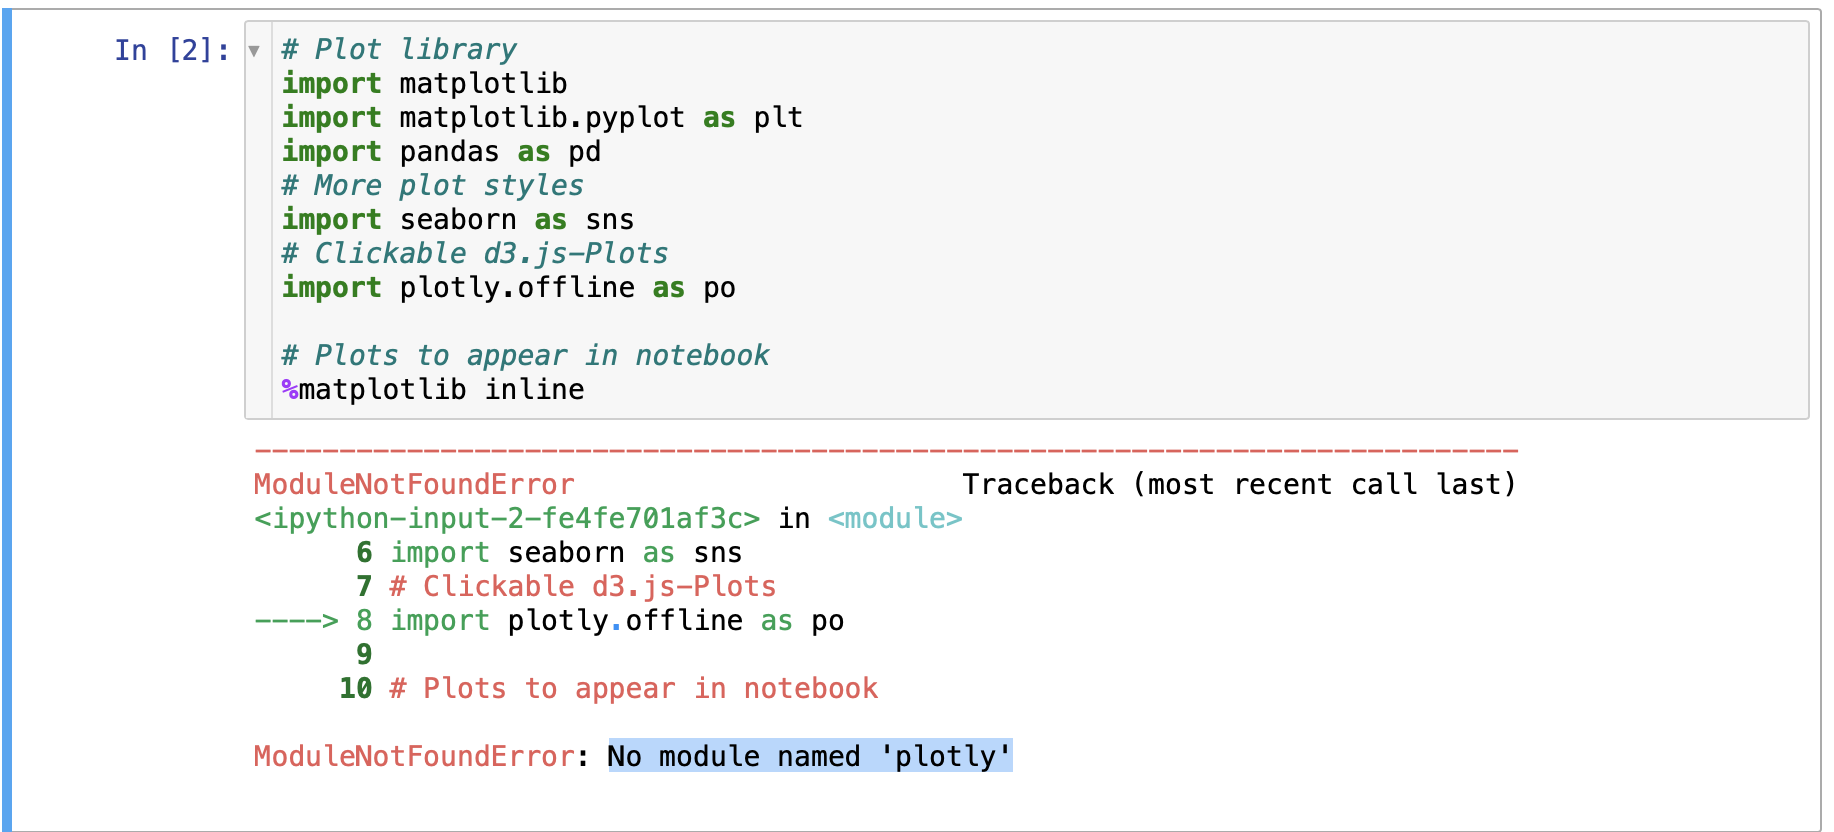 In [2]:
# Plot library
import matplotlib
import matplotlib.pyplot as plt
import pandas as pd
# More plot styles
import seaborn as sns
# Clickable d3.js-Plots
import plotly.offline as po

# Plots to appear in notebook
%matplotlib inline
---------------------------------------------------------------------------
ModuleNotFoundError                       Traceback (most recent call last)
<ipython-input-2-fe4fe701af3c> in <module>
      6 import seaborn as sns
      7 # Clickable d3.js-Plots
----> 8 import plotly.offline as po
      9
     10 # Plots to appear in notebook

ModuleNotFoundError: No module named 'plotly'